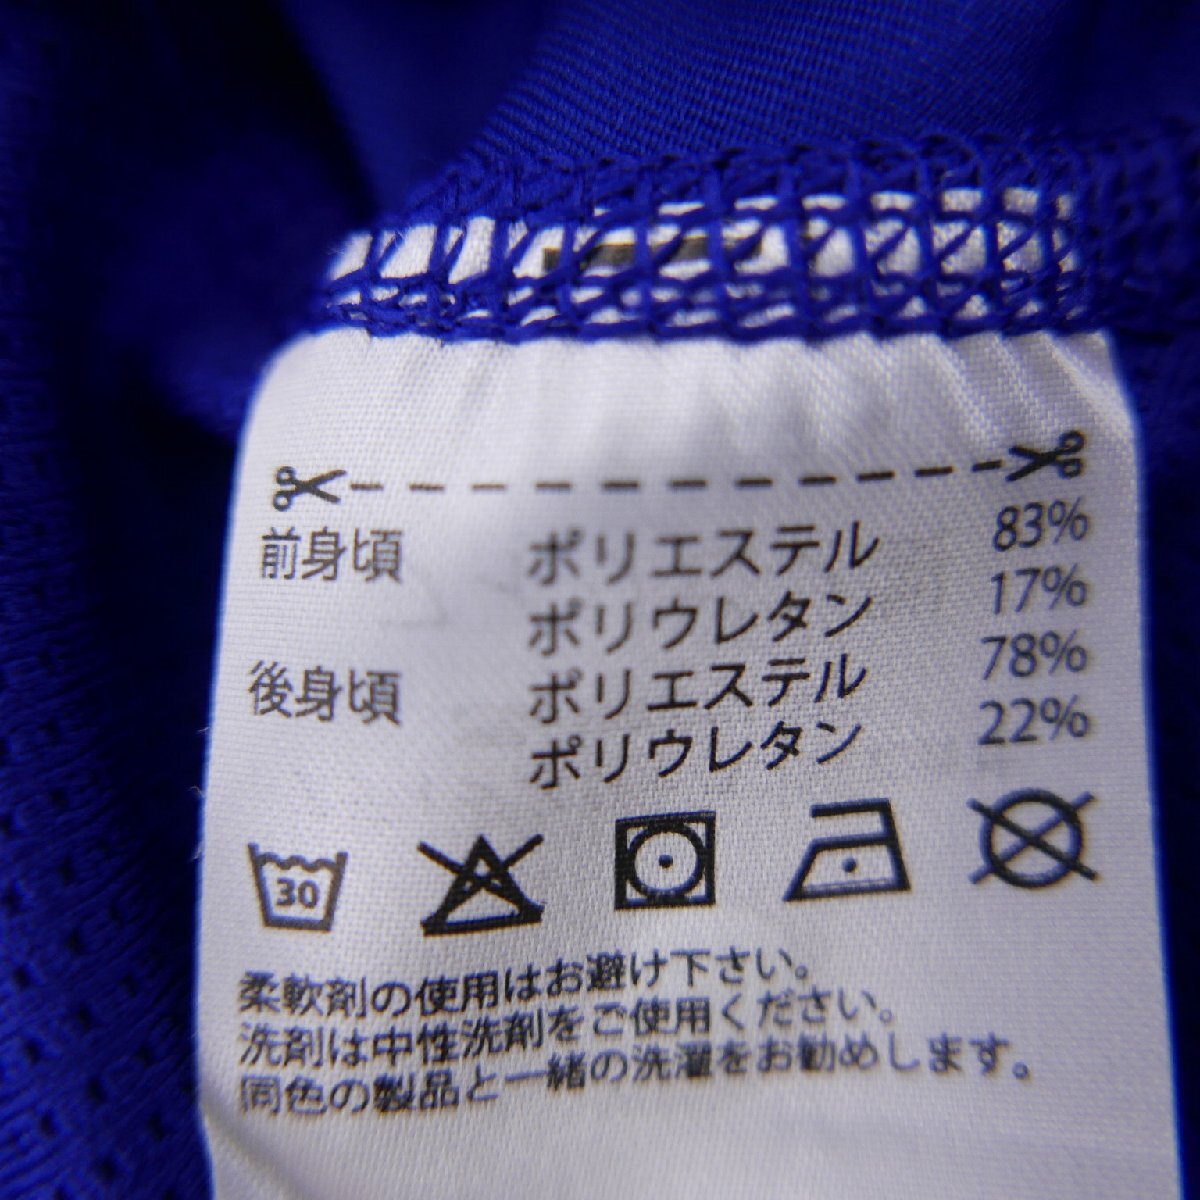 前身頃 ポリエステル 83%
ポリウレタン 17%
後身頃 ポリエステル 78%
ポリウレタン 22%
30
柔軟剤の使用はお避け下さい。
洗剤は中性洗剤をご使用ください。
同色の製品と一緒の洗濯をお勧めします。